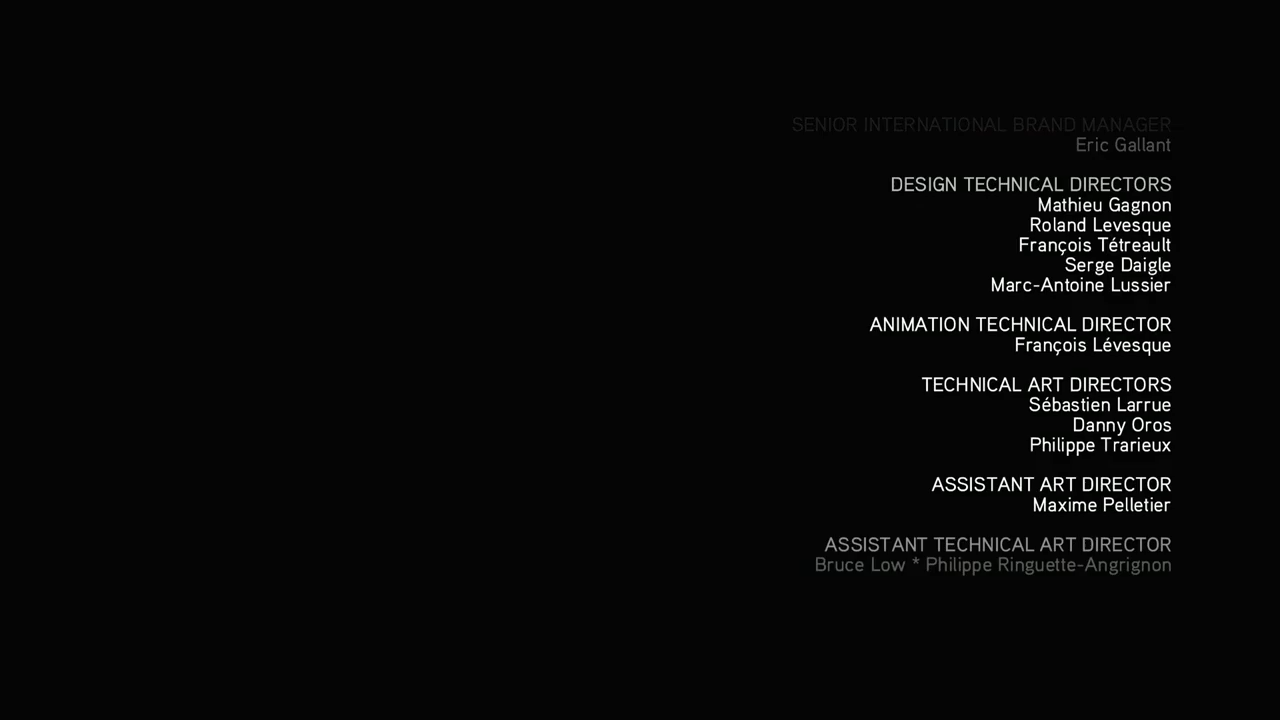 SENIOR INTERNATIONAL BRAND MANAGER
Eric Gallant
DESIGN TECHNICAL DIRECTORS
Mathieu Gagnon
Roland Levesque
François Tétreault
Serge Daigle
Marc-Antoine Lussier
ANIMATION TECHNICAL DIRECTOR
François Lévesque
TECHNICAL ART DIRECTORS
Sébastien Larrue
Danny Oros
Philippe Trarieux
ASSISTANT ART DIRECTOR
Maxime Pelletier
ASSISTANT TECHNICAL ART DIRECTOR
Bruce Low * Philippe Ringuette-Angrignon